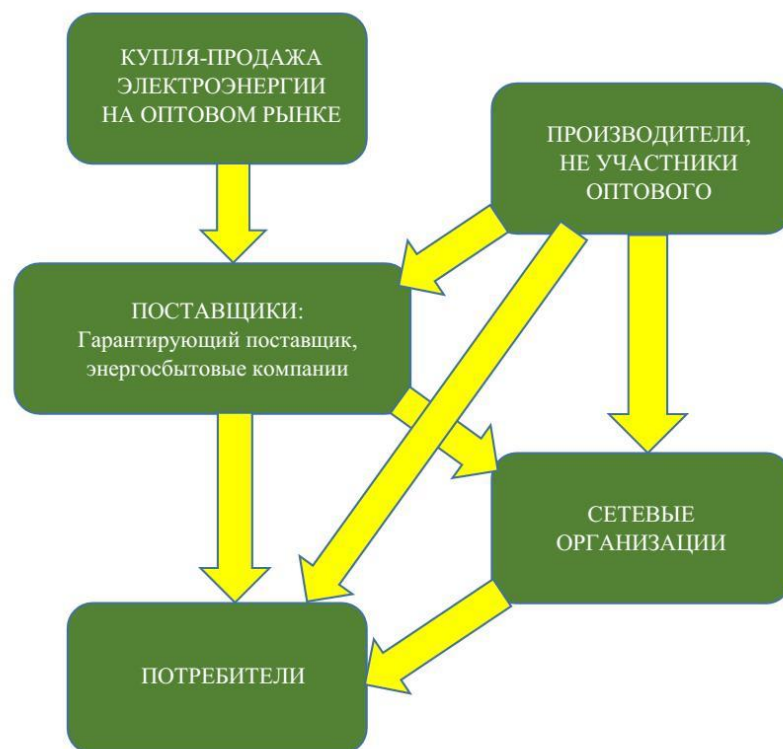 КУПЛЯ-ПРОДАЖА
ЭЛЕКТРОЭНЕРГИИ
НА ОПТОВОМ РЫНКЕ
ПРОИЗВОДИТЕЛИ,
НЕ УЧАСТНИКИ
ОПТОВОГО
ПОСТАВЩИКИ:
Гарантирующий поставщик,
энергосбытовые компании
СЕТЕВЫЕ
ОРГАНИЗАЦИИ
ПОТРЕБИТЕЛИ